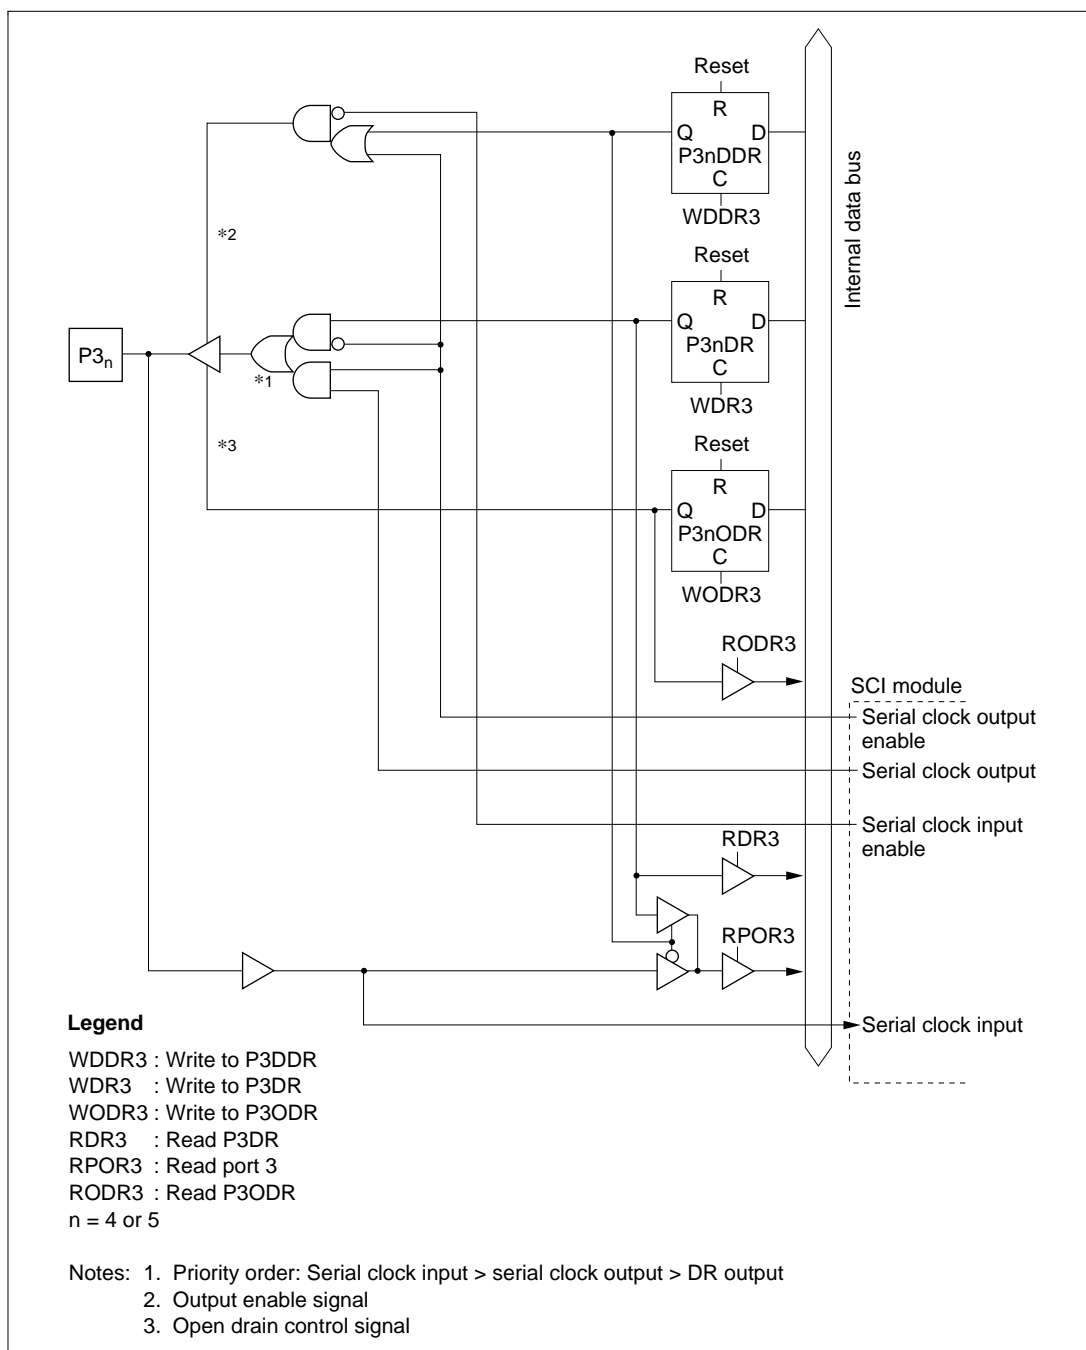 Reset
R
Q D
P3nDDR
C
WDDR3
Internal data bus
*2
Reset
R
Q D
P3nDR
C
WDR3
P3n
*1
*3
Reset
R
Q D
P3nODR
C
WODR3
RODR3
SCI module
Serial clock output
enable
Serial clock output
Serial clock input
enable
RDR3
RPOR3
Serial clock input
Legend
WDDR3 : Write to P3DDR
WDR3 : Write to P3DR
WODR3 : Write to P3ODR
RDR3 : Read P3DR
RPOR3 : Read port 3
RODR3 : Read P3ODR
n = 4 or 5
Notes: 1. Priority order: Serial clock input > serial clock output > DR output
2. Output enable signal
3. Open drain control signal